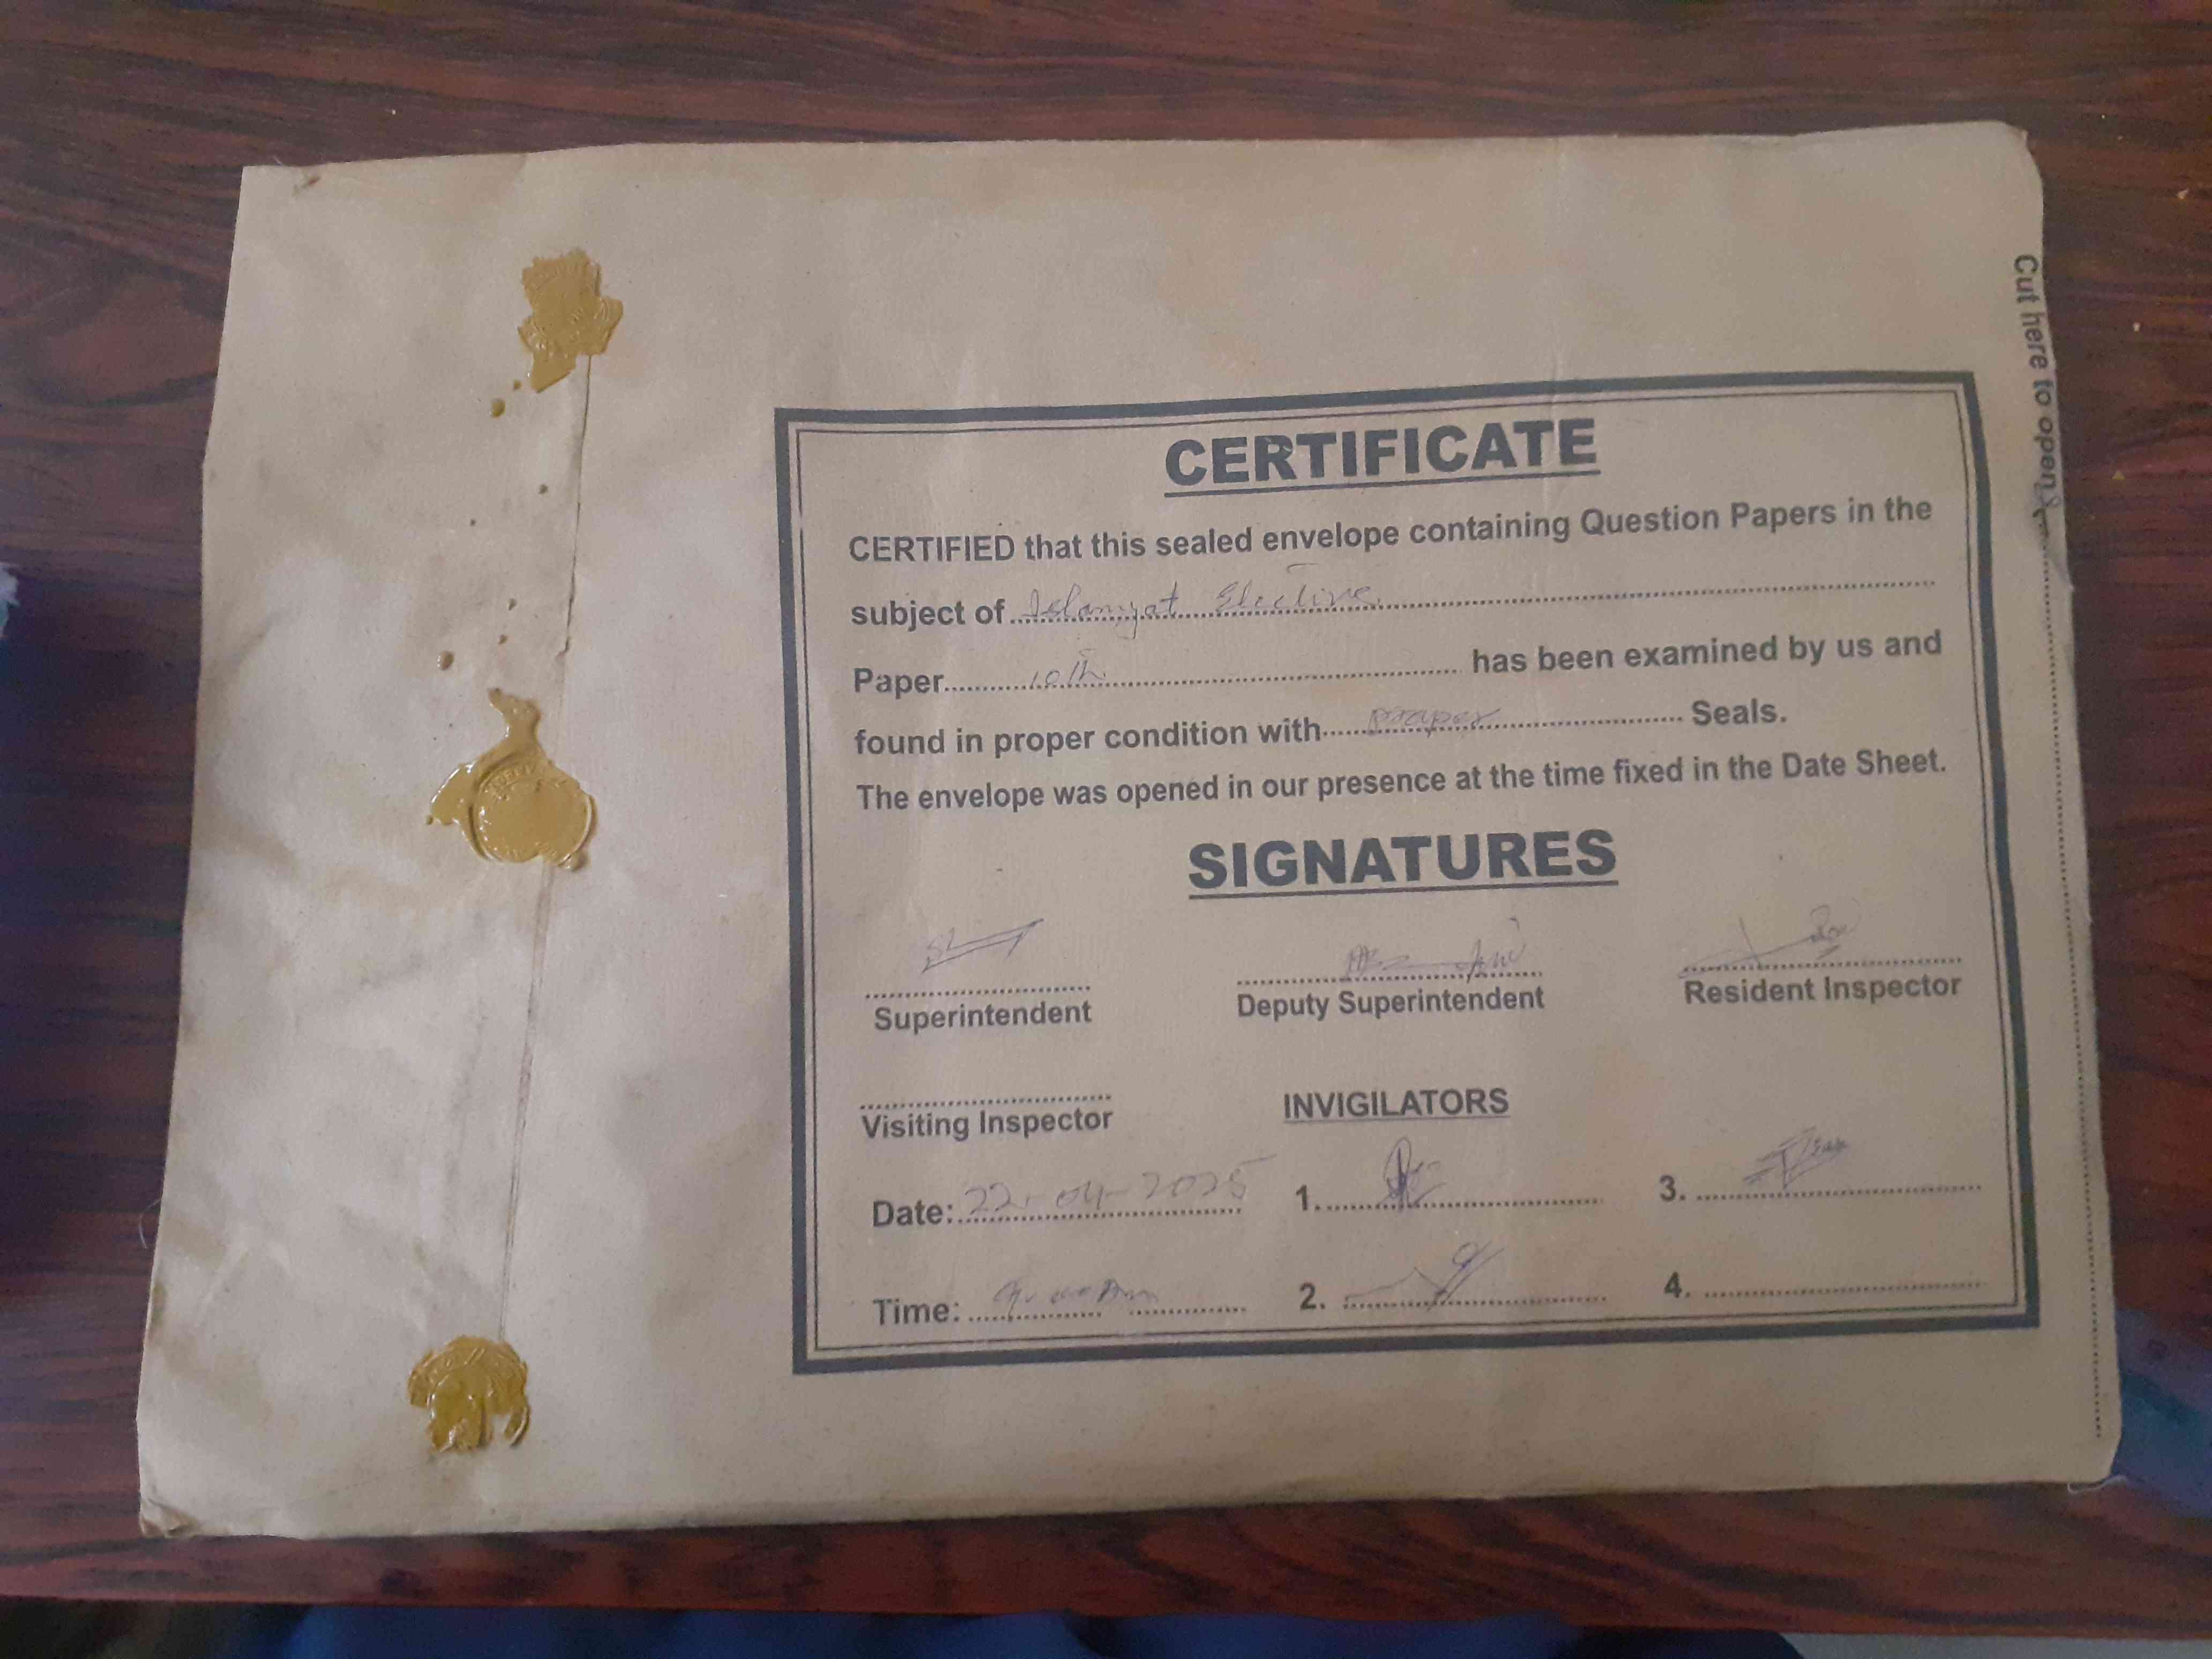 CERTIFICATE
CERTIFIED that this sealed envelope containing Question Papers in the
subject of Islamyat Elective.
Paper 10th has been examined by us and
found in proper condition with proper Seals.
The envelope was opened in our presence at the time fixed in the Date Sheet.
SIGNATURES
Superintendent Deputy Superintendent Resident Inspector
Visiting Inspector INVIGILATORS
Date: 22-04-2025 1. 3.
Time: 2. 4.
Cut here to open